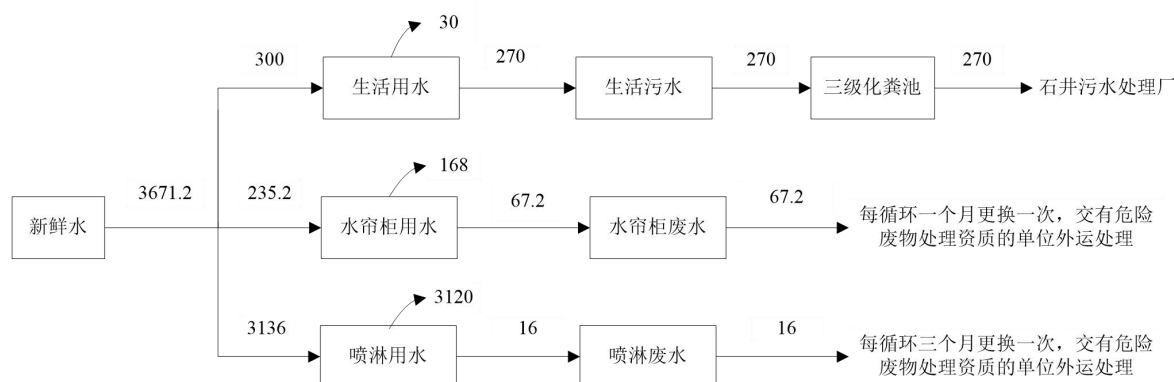 30
300
生活用水
270
生活污水
270
三级化粪池
270
石井污水处理厂
168
新鲜水
3671.2
235.2
水帘柜用水
67.2
水帘柜废水
67.2
每循环一个月更换一次，交有危险
废物处理资质的单位外运处理
3120
3136
喷淋用水
16
喷淋废水
16
每循环三个月更换一次，交有危险
废物处理资质的单位外运处理